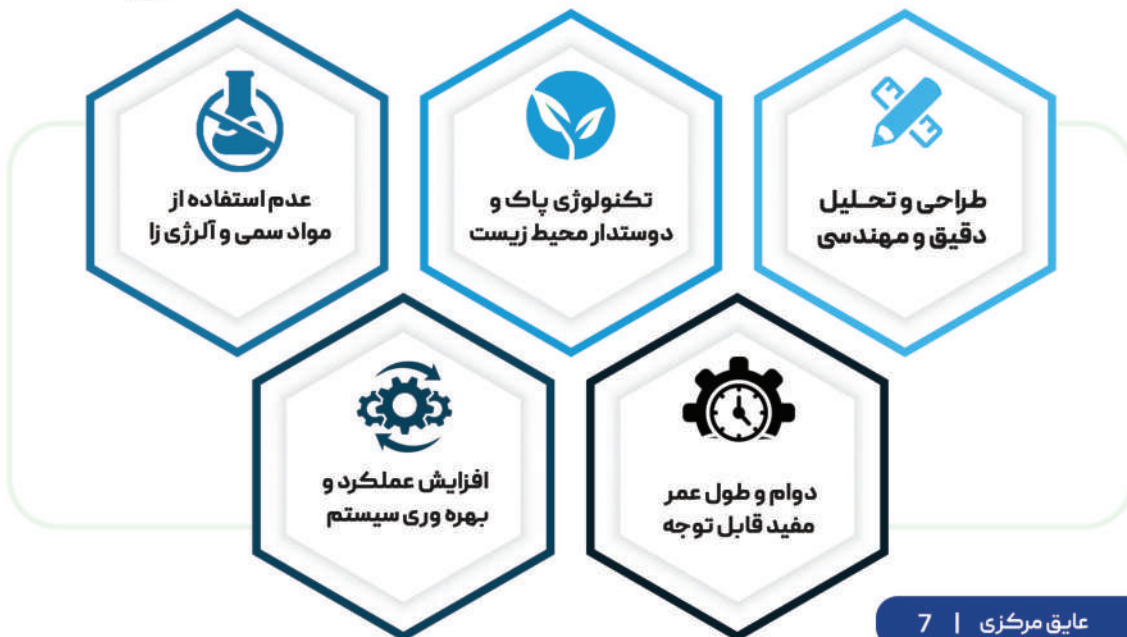 طراحی و تحلیل
دقیق و مهندسی
تکنولوژی پاک و
دوستدار محیط زیست
عدم استفاده از
مواد سمی و آلرژی زا
دوام و طول عمر
مفید قابل توجه
افزایش عملکرد و
بهره وری سیستم
عایق مرکزی | 7